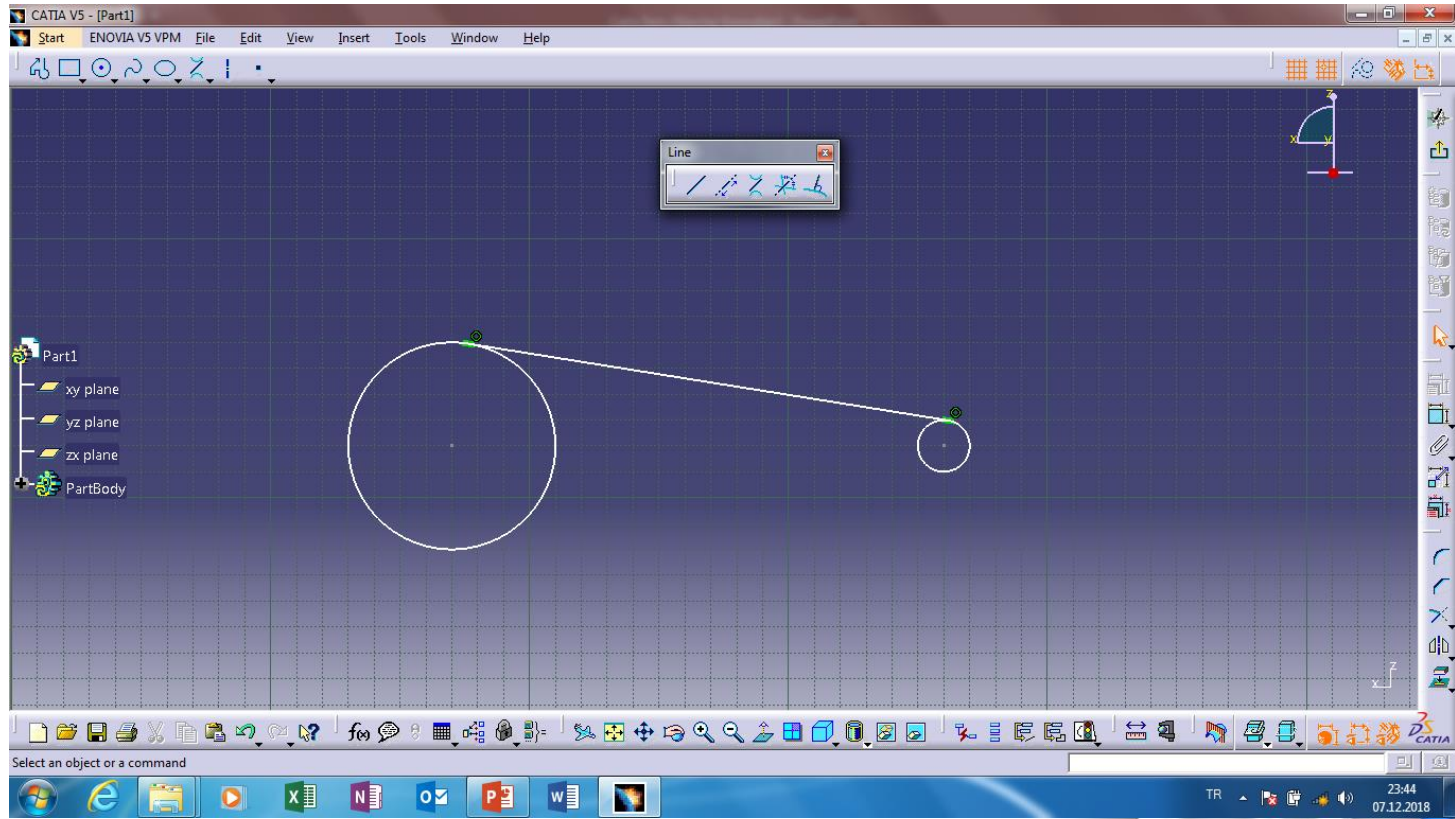 CATIA V5 - [Part1]
Start ENOVIA V5 VPM File Edit View Insert Tools Window Help
z
x y
Line
Part1
xy plane
yz plane
zx plane
PartBody
z
x
f(x)
CATIA
Select an object or a command
TR
23:44
07.12.2018